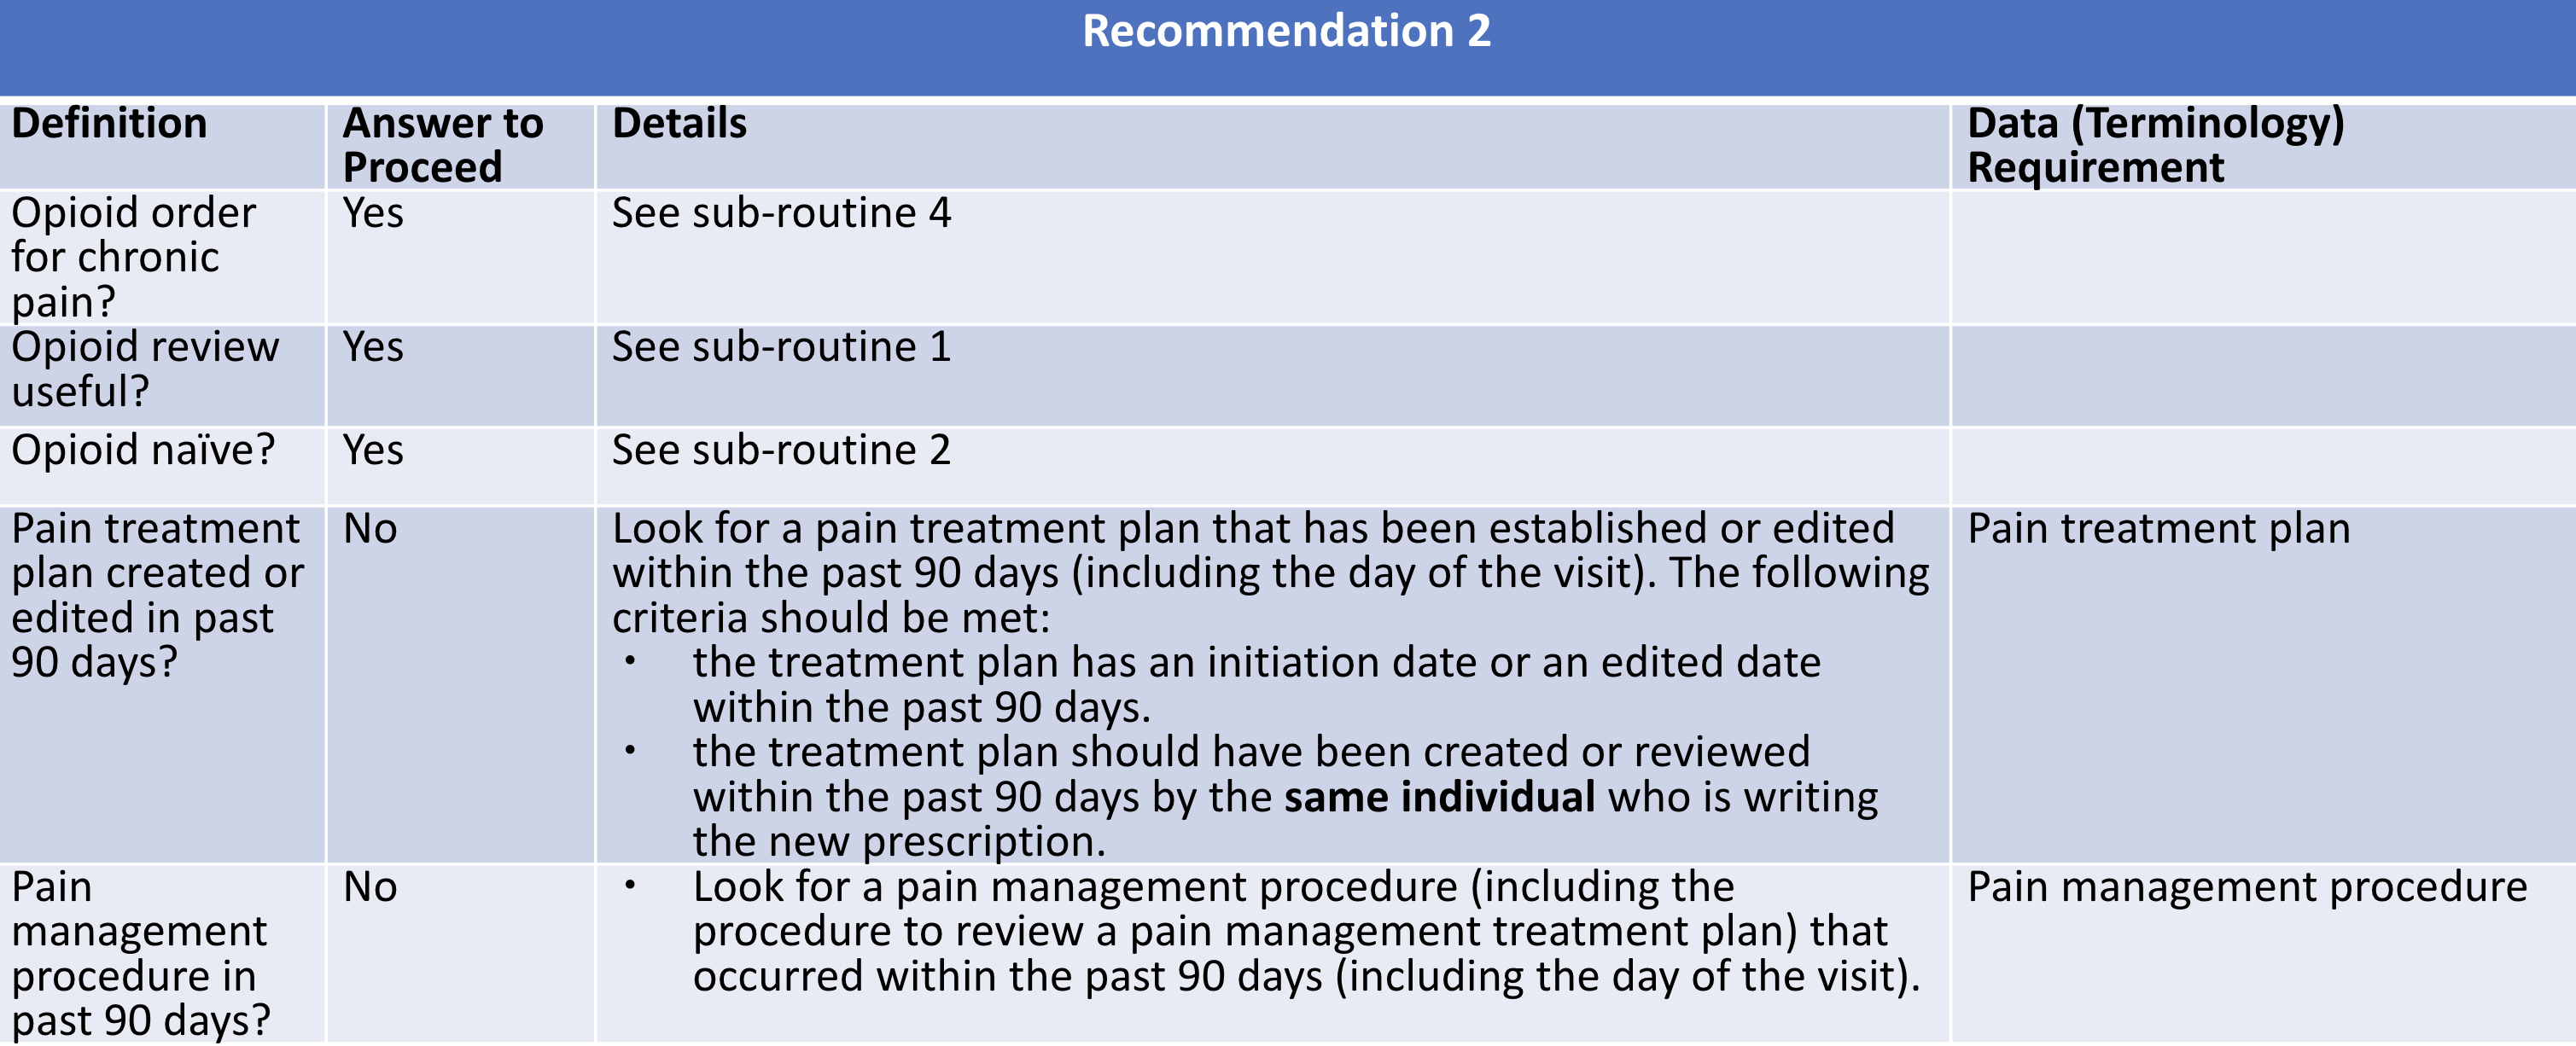 Recommendation 2
Definition
Answer to
Proceed
Details
Data (Terminology)
Requirement
Opioid order
for chronic
pain?
Yes
See sub-routine 4
Opioid review
useful?
Yes
See sub-routine 1
Opioid naïve?
Yes
See sub-routine 2
Pain treatment
plan created or
edited in past
90 days?
No
Look for a pain treatment plan that has been established or edited
within the past 90 days (including the day of the visit). The following
criteria should be met:
• the treatment plan has an initiation date or an edited date
within the past 90 days.
• the treatment plan should have been created or reviewed
within the past 90 days by the same individual who is writing
the new prescription.
Pain treatment plan
Pain
management
procedure in
past 90 days?
No
• Look for a pain management procedure (including the
procedure to review a pain management treatment plan) that
occurred within the past 90 days (including the day of the visit).
Pain management procedure